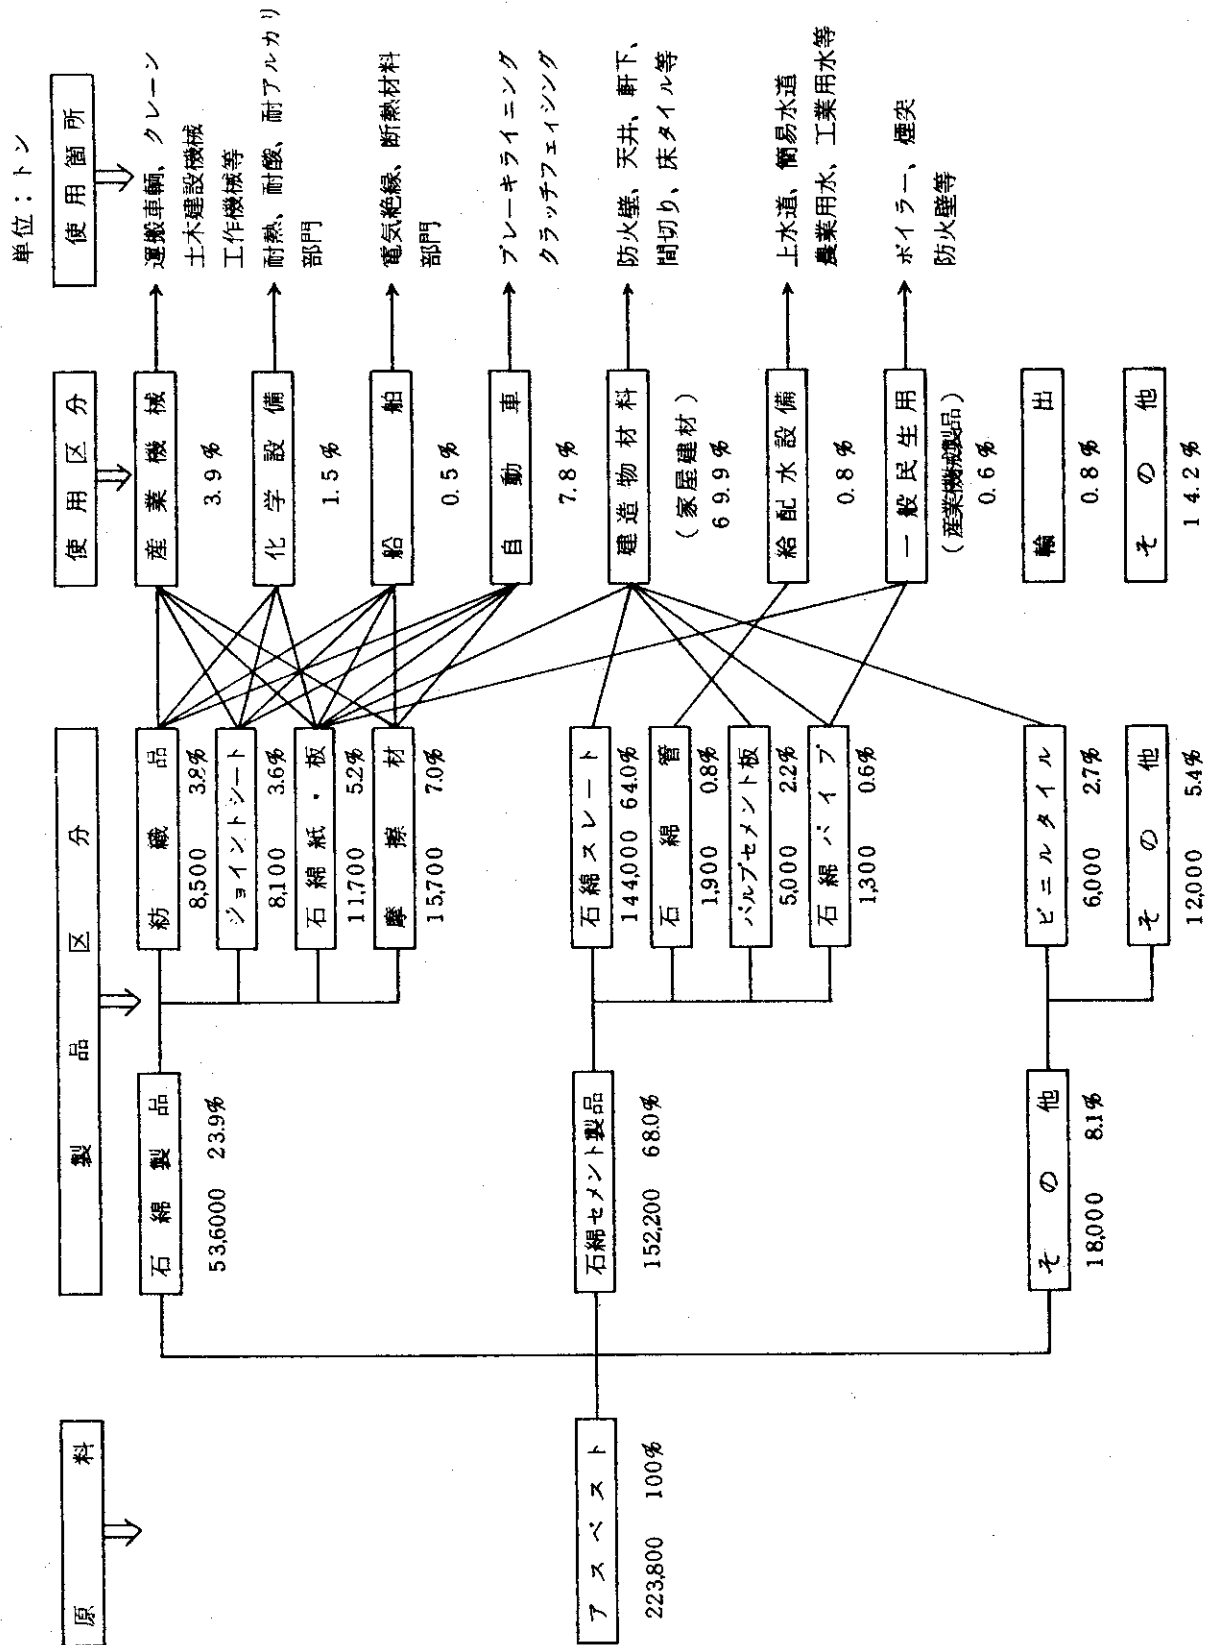 単位：トン
原料
製品区分
使用区分
使用箇所
アスベスト
223,800 100%
石綿製品
53,6000 23.9%
石綿セメント製品
152,200 68.0%
その他
18,000 8.1%
紡織品
8,500 3.8%
ジョイントシート
8,100 3.6%
石綿紙・板
11,700 5.2%
摩擦材
15,700 7.0%
石綿スレート
144,000 64.0%
石綿管
1,900 0.8%
パルプセメント板
5,000 2.2%
石綿パイプ
1,300 0.6%
ビニルタイル
6,000 2.7%
その他
12,000 5.4%
産業機械
3.9%
化学設備
1.5%
船舶
0.5%
自動車
7.8%
建造物材料
(家屋建材)
69.9%
給配水設備
0.8%
一般民生用
(産業機械製品)
0.6%
輸出
0.8%
その他
14.2%
運搬車輌、クレーン
土木建設機械
工作機械等
耐熱、耐酸、耐アルカリ
部門
電気絶縁、断熱材料
部門
ブレーキライニング
クラッチフェイシング
防火壁、天井、軒下、
間切り、床タイル等
上水道、簡易水道
農業用水、工業用水等
ボイラー、煙突
防火壁等